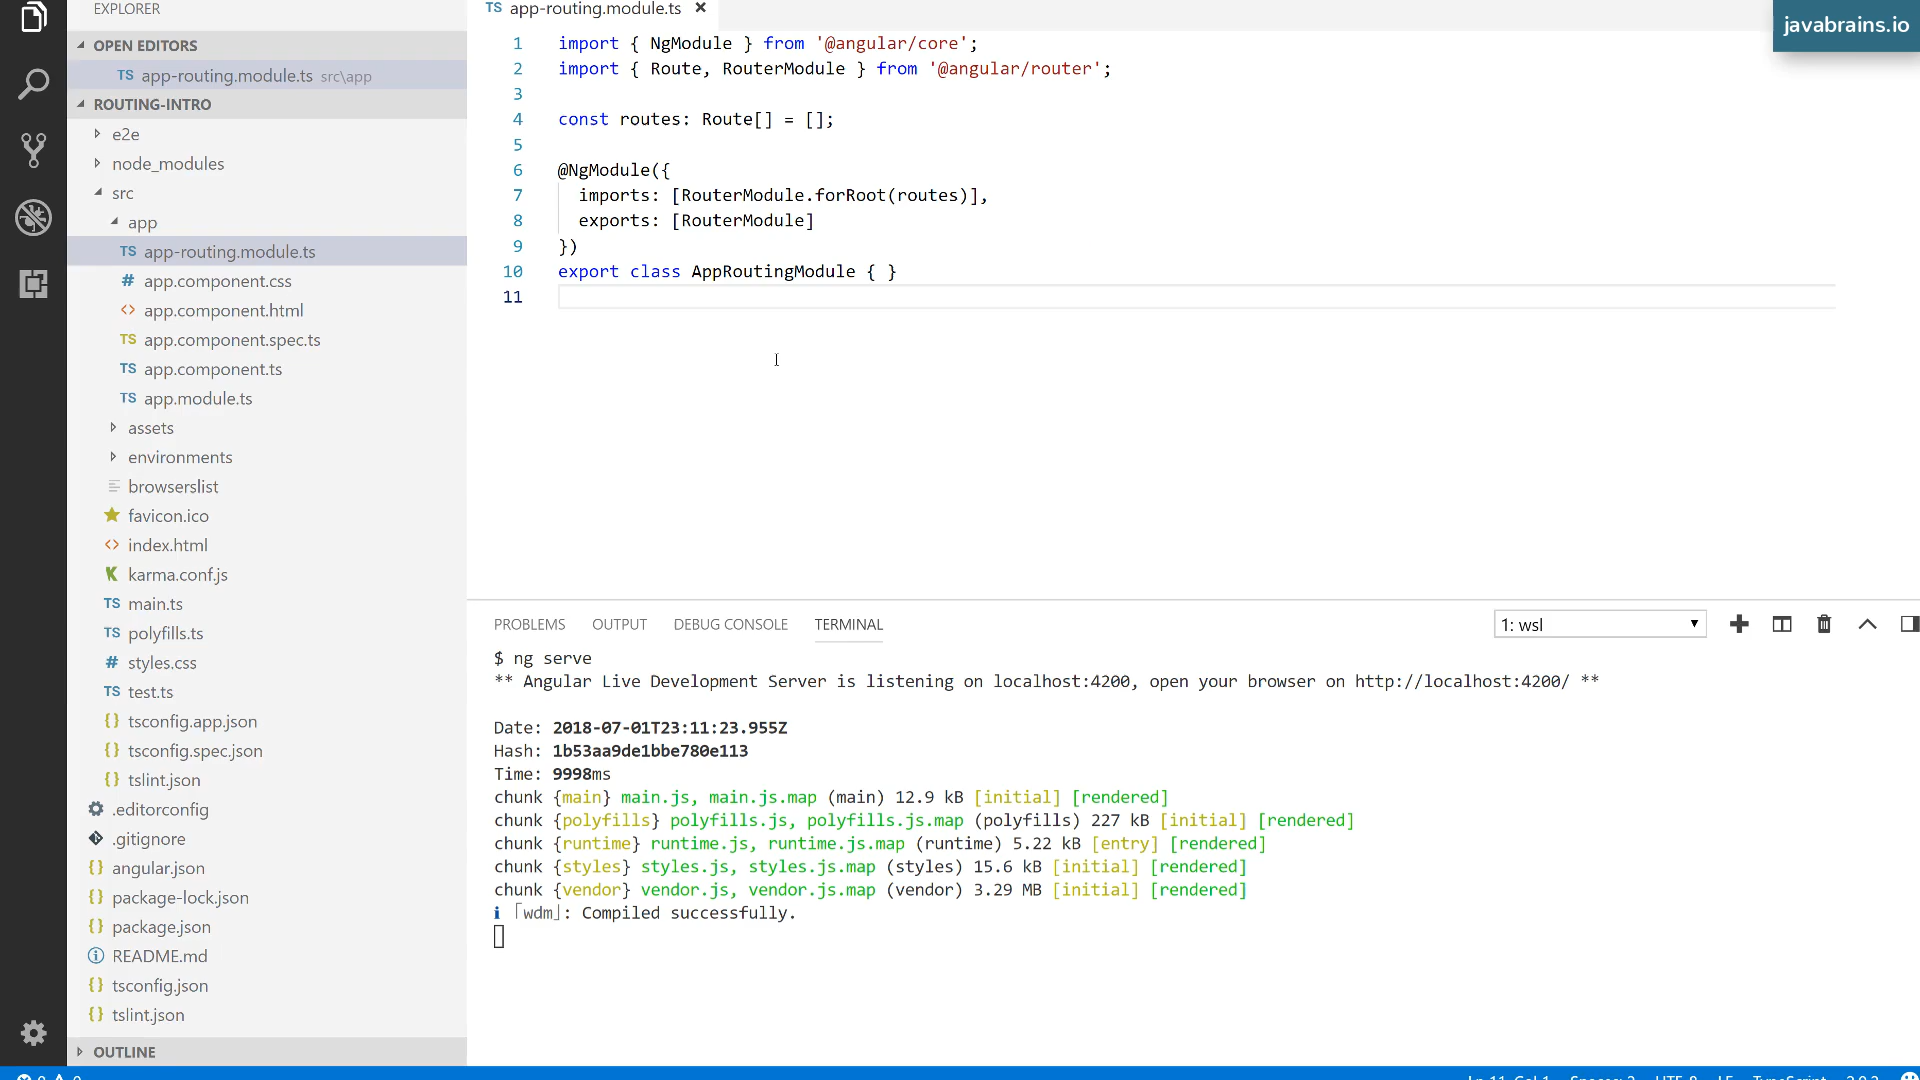 EXPLORER
OPEN EDITORS
TS app-routing.module.ts src\app
ROUTING-INTRO
e2e
node_modules
src
app
TS app-routing.module.ts
# app.component.css
<> app.component.html
TS app.component.spec.ts
TS app.component.ts
TS app.module.ts
assets
environments
browserslist
favicon.ico
<> index.html
K karma.conf.js
TS main.ts
TS polyfills.ts
# styles.css
TS test.ts
{} tsconfig.app.json
{} tsconfig.spec.json
{} tslint.json
.editorconfig
.gitignore
{} angular.json
{} package-lock.json
{} package.json
README.md
{} tsconfig.json
{} tslint.json
OUTLINE
TS app-routing.module.ts ×
javabrains.io
1 import { NgModule } from '@angular/core';
2 import { Route, RouterModule } from '@angular/router';
3
4 const routes: Route[] = [];
5
6 @NgModule({
7 imports: [RouterModule.forRoot(routes)],
8 exports: [RouterModule]
9 })
10 export class AppRoutingModule { }
11
PROBLEMS OUTPUT DEBUG CONSOLE TERMINAL 1: wsl
$ ng serve
** Angular Live Development Server is listening on localhost:4200, open your browser on http://localhost:4200/ **
Date: 2018-07-01T23:11:23.955Z
Hash: 1b53aa9de1bbe780e113
Time: 9998ms
chunk {main} main.js, main.js.map (main) 12.9 kB [initial] [rendered]
chunk {polyfills} polyfills.js, polyfills.js.map (polyfills) 227 kB [initial] [rendered]
chunk {runtime} runtime.js, runtime.js.map (runtime) 5.22 kB [entry] [rendered]
chunk {styles} styles.js, styles.js.map (styles) 15.6 kB [initial] [rendered]
chunk {vendor} vendor.js, vendor.js.map (vendor) 3.29 MB [initial] [rendered]
ℹ ｢wdm｣: Compiled successfully.